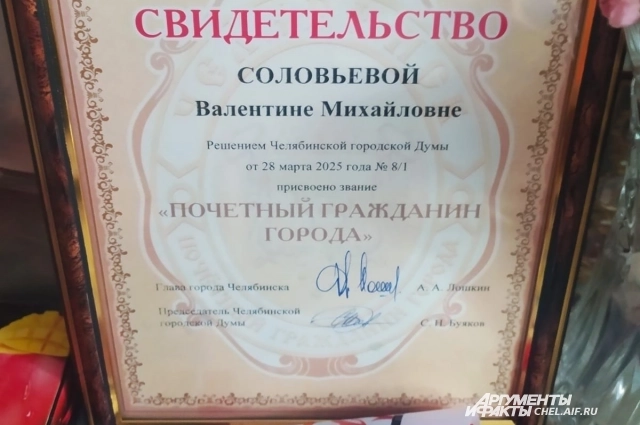 СВИДЕТЕЛЬСТВО
СОЛОВЬЕВОЙ
Валентине Михайловне
Решением Челябинской городской Думы
от 28 марта 2025 года № 8/1
присвоено звание
«ПОЧЕТНЫЙ ГРАЖДАНИН
ГОРОДА»
Глава города Челябинска
А. А. Лошкин
Председатель Челябинской
городской Думы
С. Н. Буяков
АРГУМЕНТЫ
И ФАКТЫ CHEL.AIF.RU